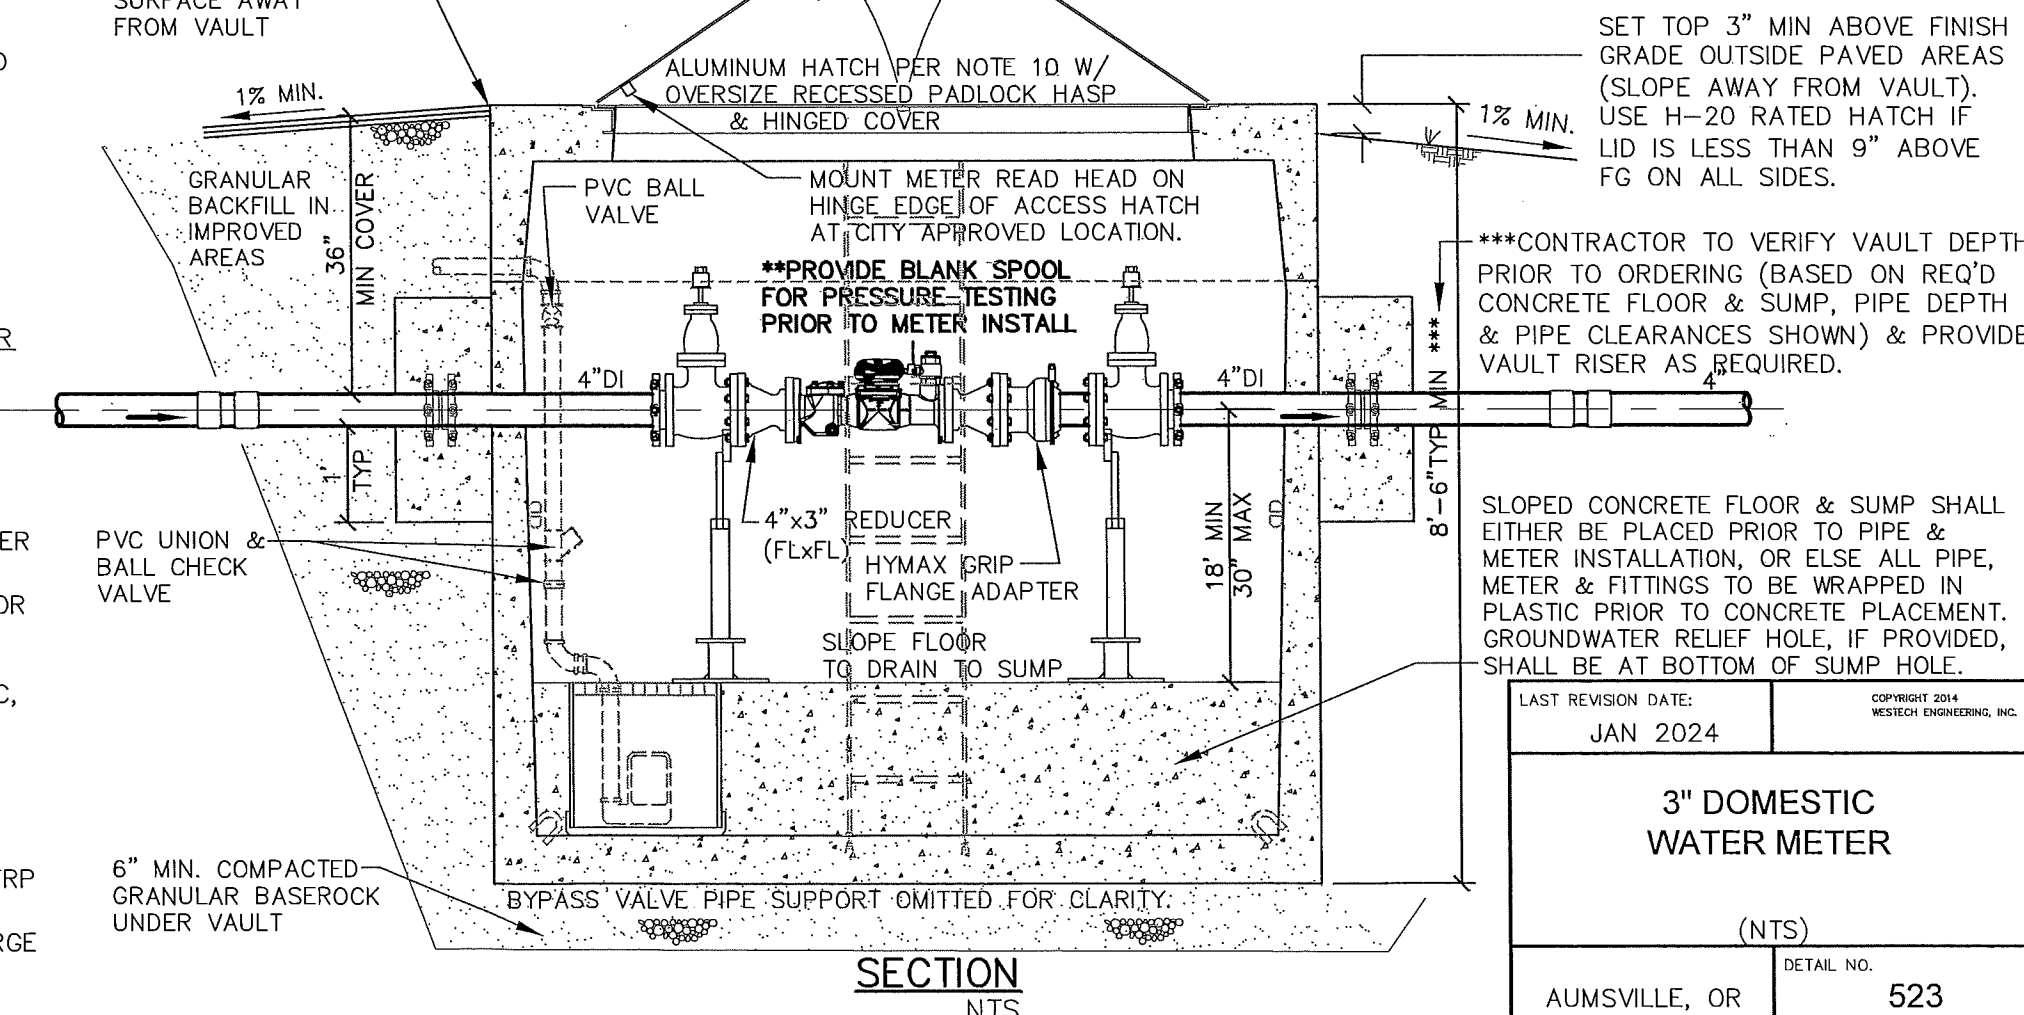 SURFACE AWAY
FROM VAULT
1% MIN.
GRANULAR
BACKFILL IN
IMPROVED
AREAS
36"
MIN COVER
ALUMINUM HATCH PER NOTE 10 W/
OVERSIZE RECESSED PADLOCK HASP
& HINGED COVER
PVC BALL
VALVE
MOUNT METER READ HEAD ON
HINGE EDGE OF ACCESS HATCH
AT CITY APPROVED LOCATION.
**PROVIDE BLANK SPOOL
FOR PRESSURE TESTING
PRIOR TO METER INSTALL
SET TOP 3" MIN ABOVE FINISH
GRADE OUTSIDE PAVED AREAS
(SLOPE AWAY FROM VAULT).
USE H-20 RATED HATCH IF
LID IS LESS THAN 9" ABOVE
FG ON ALL SIDES.
1% MIN.
***CONTRACTOR TO VERIFY VAULT DEPTH
PRIOR TO ORDERING (BASED ON REQ'D
CONCRETE FLOOR & SUMP, PIPE DEPTH
& PIPE CLEARANCES SHOWN) & PROVIDE
VAULT RISER AS REQUIRED.
D
R
4"DI
4"DI
4"
1'
TYP
8'-6"TYP MIN ***
PVC UNION &
BALL CHECK
VALVE
4"x3" REDUCER
(FLxFL)
HYMAX GRIP
FLANGE ADAPTER
18' MIN
30" MAX
SLOPE FLOOR
TO DRAIN TO SUMP
SLOPED CONCRETE FLOOR & SUMP SHALL
EITHER BE PLACED PRIOR TO PIPE &
METER INSTALLATION, OR ELSE ALL PIPE,
METER & FITTINGS TO BE WRAPPED IN
PLASTIC PRIOR TO CONCRETE PLACEMENT.
GROUNDWATER RELIEF HOLE, IF PROVIDED,
SHALL BE AT BOTTOM OF SUMP HOLE.
ER
OR
C,
TRP
RGE
6" MIN. COMPACTED
GRANULAR BASEROCK
UNDER VAULT
BYPASS VALVE PIPE SUPPORT OMITTED FOR CLARITY.
SECTION
NTS
LAST REVISION DATE:
JAN 2024
COPYRIGHT 2014
WESTECH ENGINEERING, INC.
3" DOMESTIC
WATER METER
(NTS)
AUMSVILLE, OR
DETAIL NO.
523